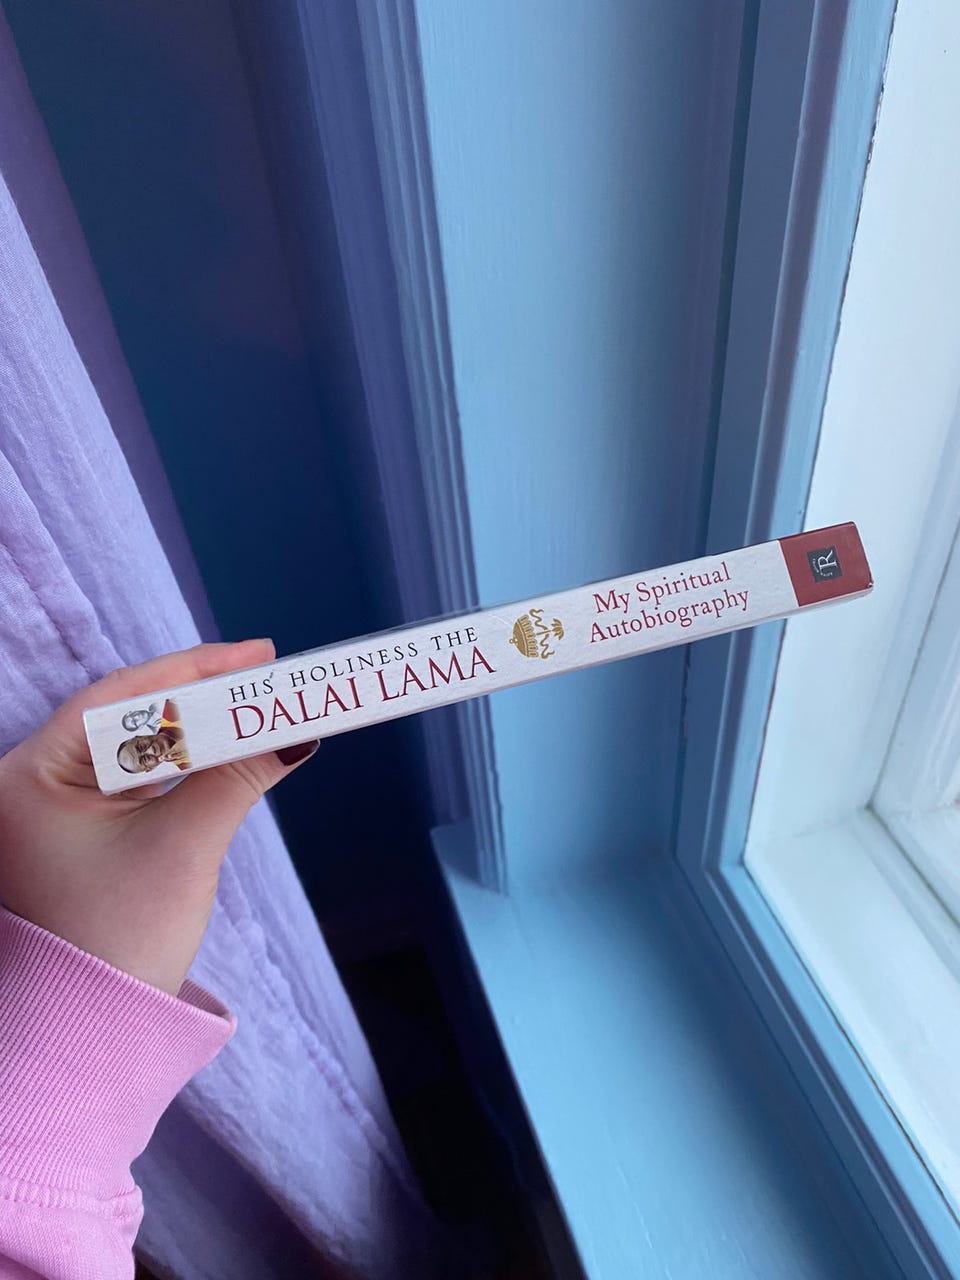 HIS HOLINESS THE
DALAI LAMA
My Spiritual
Autobiography
R